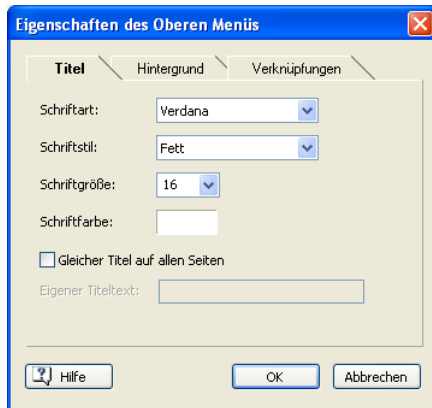 Eigenschaften des Oberen Menüs
Titel Hintergrund Verknüpfungen
Schriftart: Verdana
Schriftstil: Fett
Schriftgröße: 16
Schriftfarbe:
Gleicher Titel auf allen Seiten
Eigener Titeltext:
Hilfe OK Abbrechen